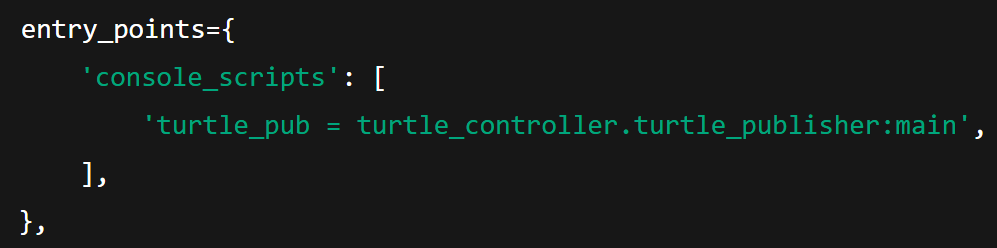 entry_points={
    'console_scripts': [
        'turtle_pub = turtle_controller.turtle_publisher:main',
    ],
},